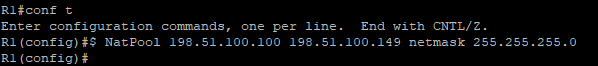 R1#conf t
Enter configuration commands, one per line.  End with CNTL/Z.
R1(config)#$ NatPool 198.51.100.100 198.51.100.149 netmask 255.255.255.0
R1(config)#